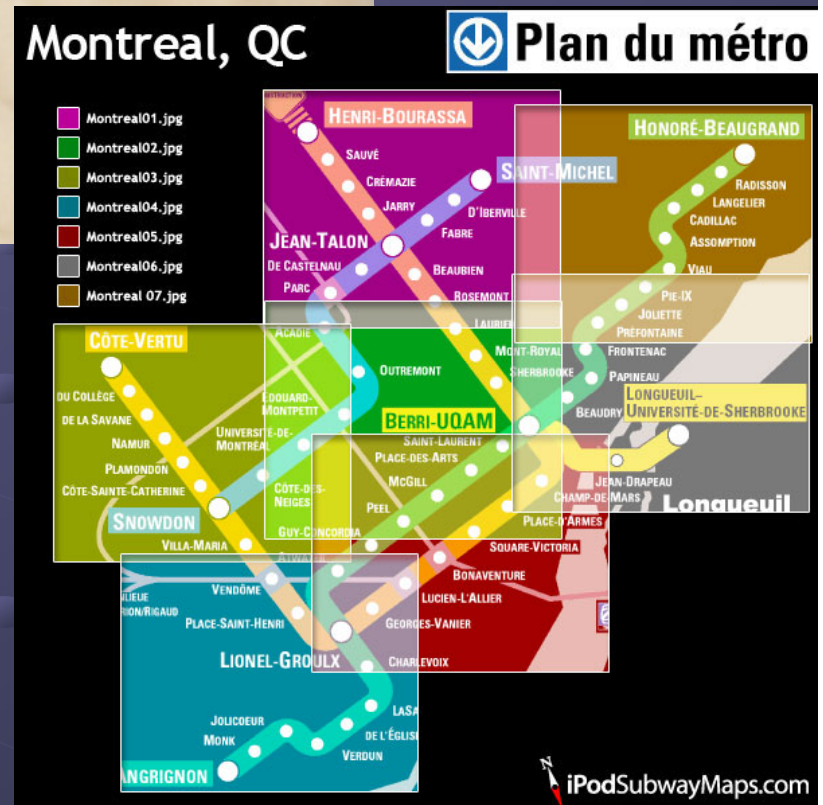 Montreal, QC
Plan du métro
Montreal01.jpg
Montreal02.jpg
Montreal03.jpg
Montreal04.jpg
Montreal05.jpg
Montreal06.jpg
Montreal 07.jpg
HENRI-BOURASSA
SAUVÉ
CRÉMAZIE
JARRY
SAINT-MICHEL
D'IBERVILLE
FABRE
JEAN-TALON
DE CASTELNAU
PARC
BEAUBIEN
ROSEMONT
LAURIER
HONORÉ-BEAUGRAND
RADISSON
LANGELIER
CADILLAC
ASSOMPTION
VIAU
PIE-IX
JOLIETTE
PRÉFONTAINE
FRONTENAC
PAPINEAU
BEAUDRY
ACADIE
OUTREMONT
MONT-ROYAL
SHERBROOKE
BERRI-UQAM
ÉDOUARD-
MONTPETIT
UNIVERSITÉ-DE-
MONTRÉAL
CÔTE-DES-
NEIGES
CÔTE-VERTU
DU COLLÈGE
DE LA SAVANE
NAMUR
PLAMONDON
CÔTE-SAINTE-CATHERINE
SNOWDON
VILLA-MARIA
LONGUEUIL–
UNIVERSITÉ-DE-SHERBROOKE
JEAN-DRAPEAU
Longueuil
SAINT-LAURENT
PLACE-DES-ARTS
MCGILL
PEEL
GUY-CONCORDIA
ATWATER
CHAMP-DE-MARS
PLACE-D'ARMES
SQUARE-VICTORIA
BONAVENTURE
LUCIEN-L'ALLIER
GEORGES-VANIER
VENDÔME
NLIEUE
RION/RIGAUD
PLACE-SAINT-HENRI
LIONEL-GROULX
CHARLEVOIX
LASA
DE L'ÉGLIS
VERDUN
JOLICOEUR
MONK
ANGRIGNON
N
iPodSubwayMaps.com